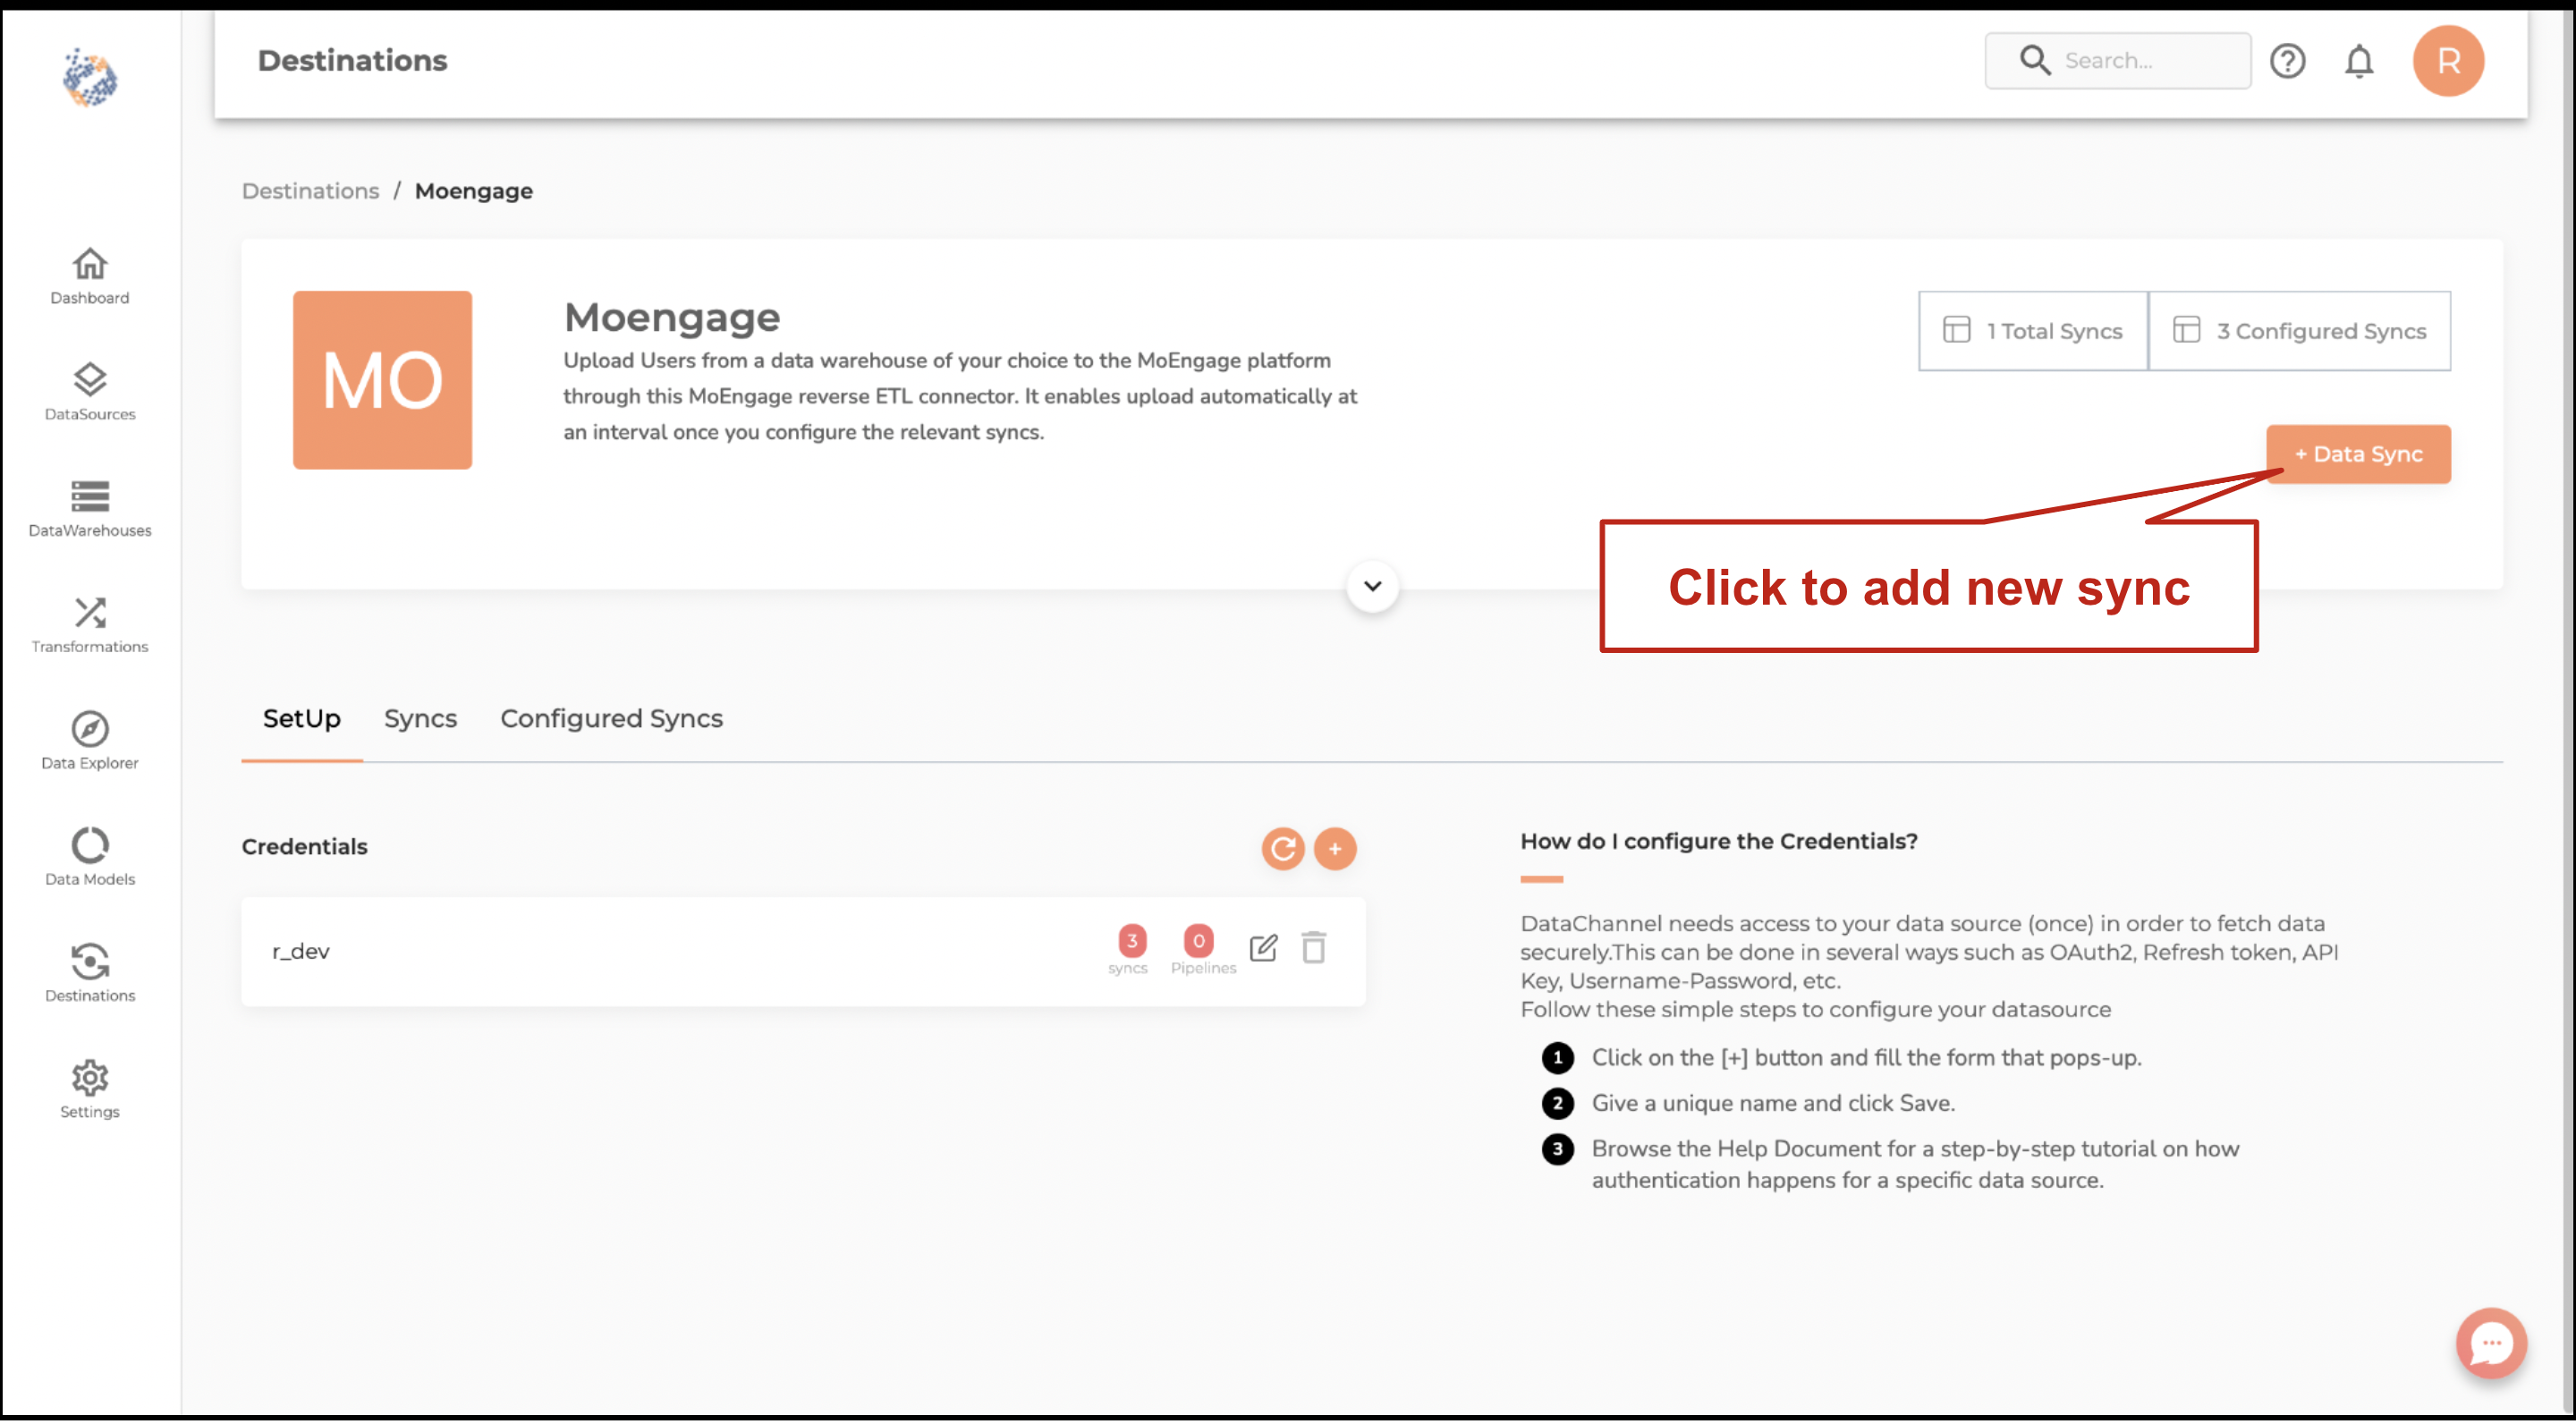 Destinations
Search...
R
Destinations / Moengage
Dashboard
DataSources
DataWarehouses
Transformations
Data Explorer
Data Models
Destinations
Settings
MO
Moengage
Upload Users from a data warehouse of your choice to the MoEngage platform
through this MoEngage reverse ETL connector. It enables upload automatically at
an interval once you configure the relevant syncs.
1 Total Syncs
3 Configured Syncs
+ Data Sync
Click to add new sync
SetUp
Syncs
Configured Syncs
Credentials
+
r_dev
3
syncs
0
Pipelines
How do I configure the Credentials?
DataChannel needs access to your data source (once) in order to fetch data
securely.This can be done in several ways such as OAuth2, Refresh token, API
Key, Username-Password, etc.
Follow these simple steps to configure your datasource
1 Click on the [+] button and fill the form that pops-up.
2 Give a unique name and click Save.
3 Browse the Help Document for a step-by-step tutorial on how
authentication happens for a specific data source.